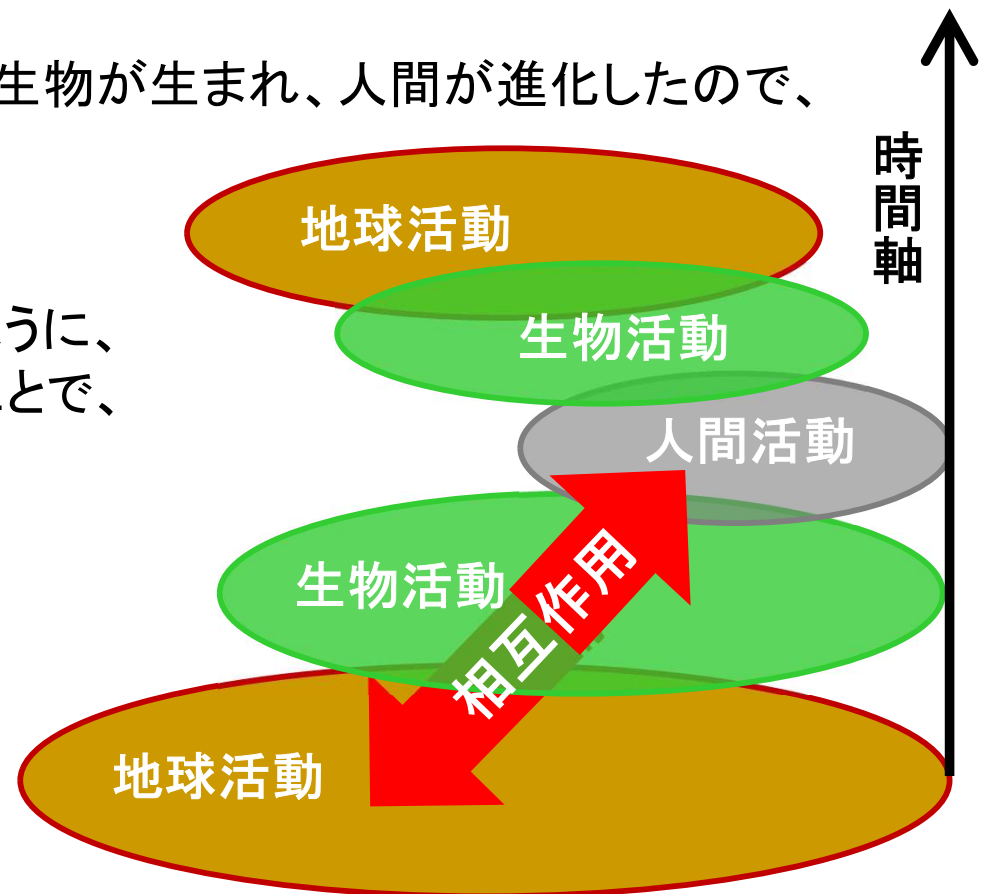 生物が生まれ、人間が進化したので、
時間軸
地球活動
うに、
生物活動
とで、
人間活動
相互作用
生物活動
地球活動